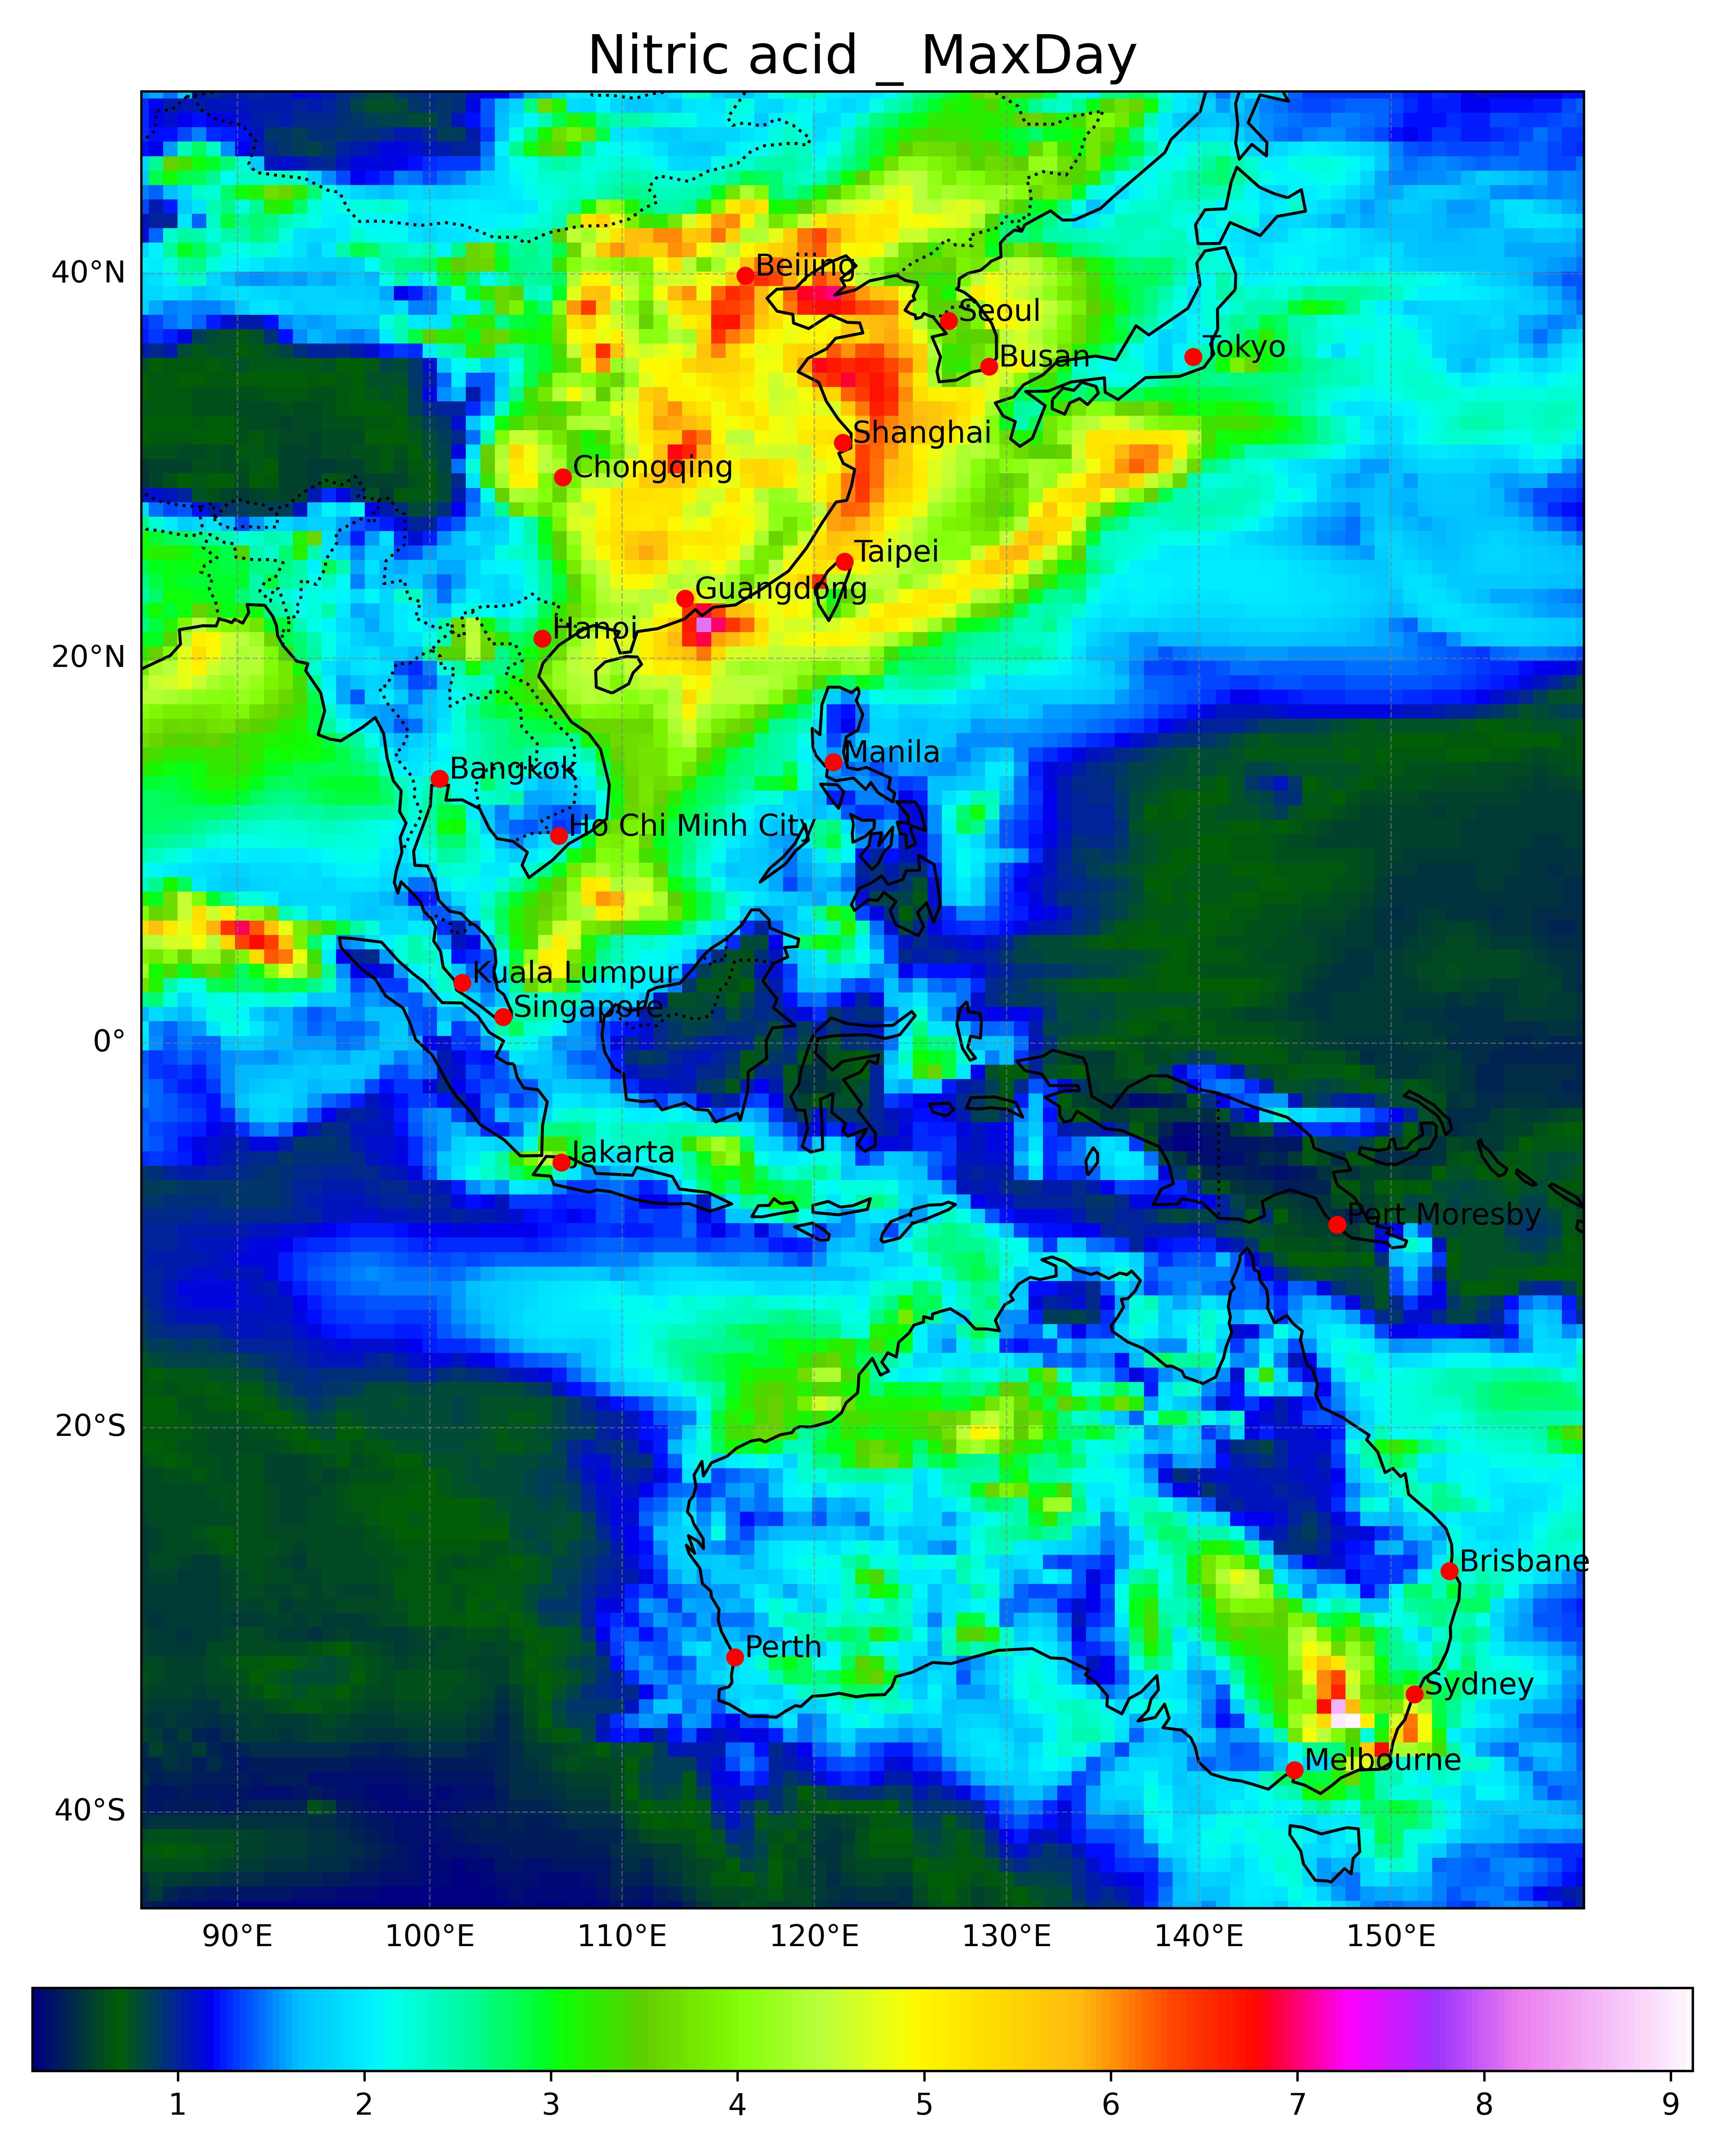 Nitric acid _ MaxDay
40°N
Beijing
Seoul
Busan
Tokyo
Shanghai
Chongqing
Taipei
Guangdong
Hanoi
20°N
Manila
Bangkok
Ho Chi Minh City
Kuala Lumpur
Singapore
0°
Jakarta
Port Moresby
20°S
Brisbane
Perth
Sydney
Melbourne
40°S
90°E 100°E 110°E 120°E 130°E 140°E 150°E
1 2 3 4 5 6 7 8 9